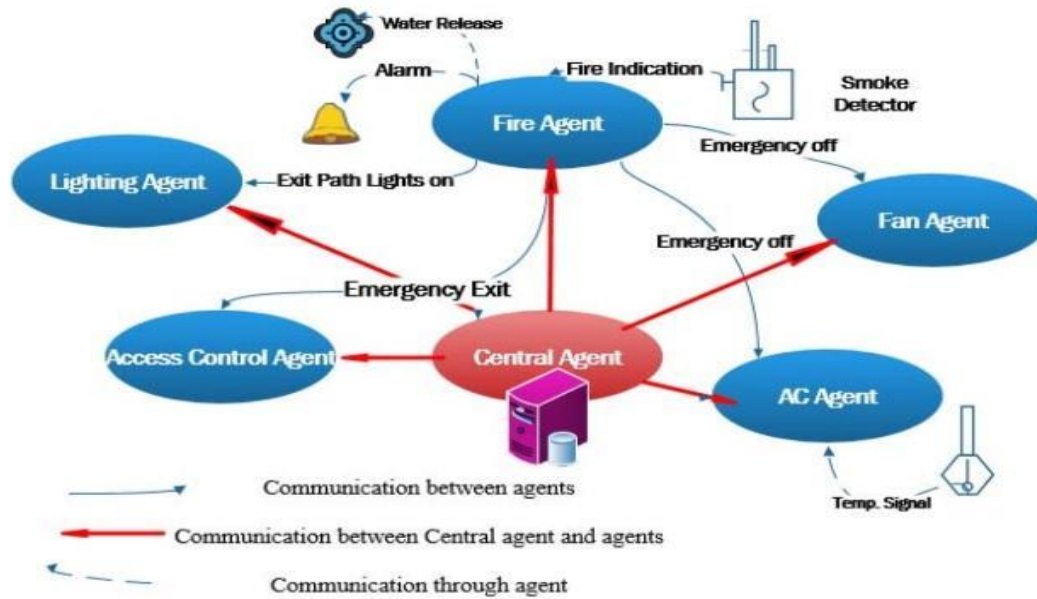 Water Release
Alarm
Fire Indication
Smoke
Detector
Fire Agent
Emergency off
Lighting Agent
Exit Path Lights on
Fan Agent
Emergency off
Emergency Exit
Access Control Agent
Central Agent
AC Agent
Temp. Signal
Communication between agents
Communication between Central agent and agents
Communication through agent